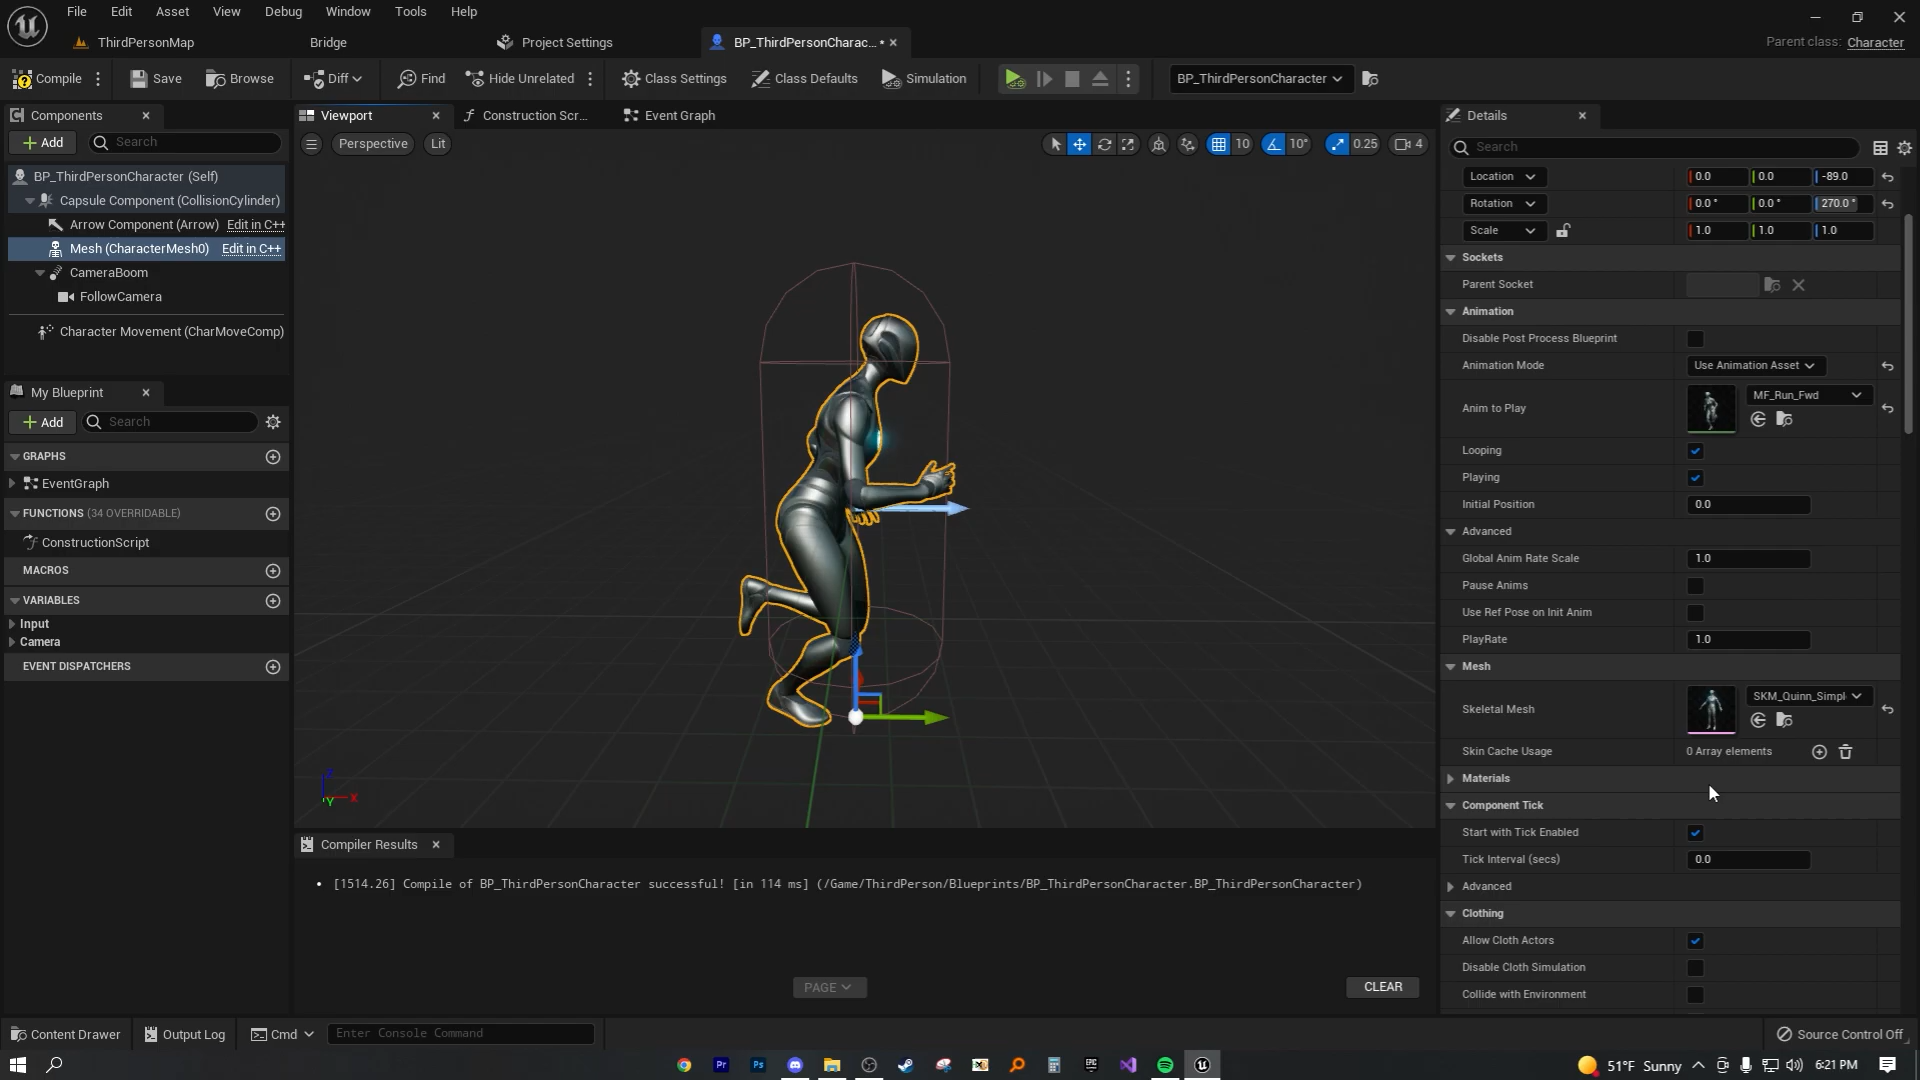 File Edit Asset View Debug Window Tools Help
ThirdPersonMap
Bridge
Project Settings
BP_ThirdPersonCharac... •
Parent class: Character
Compile
Save
Browse
Diff
Find
Hide Unrelated
Class Settings
Class Defaults
Simulation
BP_ThirdPersonCharacter
Components
Add
Search
BP_ThirdPersonCharacter (Self)
Capsule Component (CollisionCylinder)
Arrow Component (Arrow) Edit in C++
Mesh (CharacterMesh0) Edit in C++
CameraBoom
FollowCamera
Character Movement (CharMoveComp)
My Blueprint
Add
Search
GRAPHS
EventGraph
FUNCTIONS (34 OVERRIDABLE)
ConstructionScript
MACROS
VARIABLES
Input
Camera
EVENT DISPATCHERS
Viewport
Construction Scr...
Event Graph
Perspective
Lit
10
10°
0.25
4
Z
X
Y
Compiler Results
• [1514.26] Compile of BP_ThirdPersonCharacter successful! [in 114 ms] (/Game/ThirdPerson/Blueprints/BP_ThirdPersonCharacter.BP_ThirdPersonCharacter)
PAGE
CLEAR
Details
Search
Location 0.0 0.0 -89.0
Rotation 0.0 ° 0.0 ° 270.0 °
Scale 1.0 1.0 1.0
Sockets
Parent Socket
Animation
Disable Post Process Blueprint
Animation Mode Use Animation Asset
Anim to Play MF_Run_Fwd
Looping
Playing
Initial Position 0.0
Advanced
Global Anim Rate Scale 1.0
Pause Anims
Use Ref Pose on Init Anim
PlayRate 1.0
Mesh
Skeletal Mesh SKM_Quinn_Simpl
Skin Cache Usage 0 Array elements
Materials
Component Tick
Start with Tick Enabled
Tick Interval (secs) 0.0
Advanced
Clothing
Allow Cloth Actors
Disable Cloth Simulation
Collide with Environment
Content Drawer
Output Log
Cmd
Enter Console Command
Source Control Off
Pr
Ps
EPIC
51°F Sunny
6:21 PM